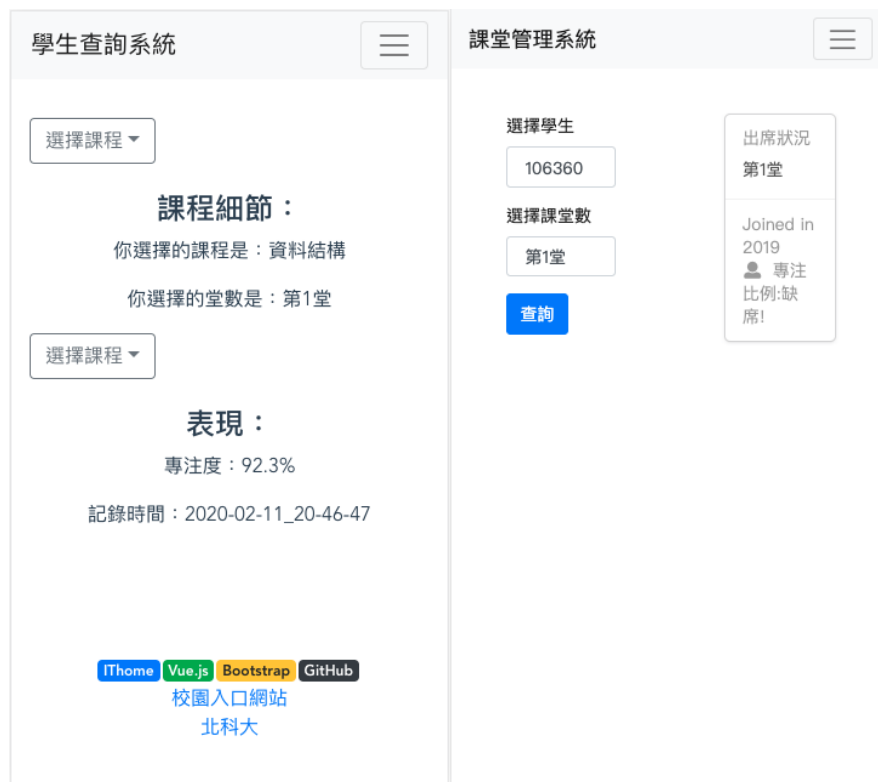 學生查詢系統
選擇課程
課程細節：
你選擇的課程是：資料結構
你選擇的堂數是：第1堂
選擇課程
表現：
專注度：92.3%
記錄時間：2020-02-11_20-46-47
IThome Vue.js Bootstrap GitHub
校園入口網站
北科大
課堂管理系統
選擇學生
106360
選擇課堂數
第1堂
查詢
出席狀況
第1堂
Joined in
2019
專注
比例:缺
席!